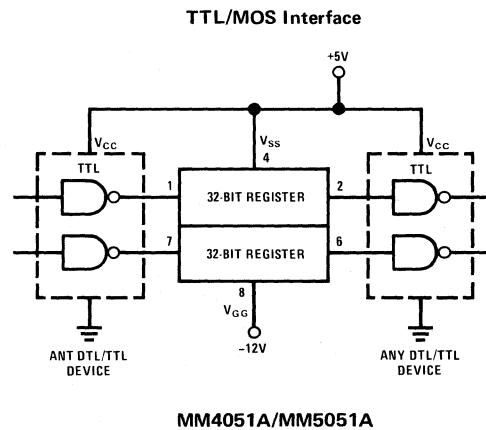 TTL/MOS Interface
+5V
VCC
VSS
4
VCC
TTL
TTL
1
32-BIT REGISTER
2
7
32-BIT REGISTER
6
8
VGG
-12V
ANT DTL/TTL
DEVICE
ANY DTL/TTL
DEVICE
MM4051A/MM5051A